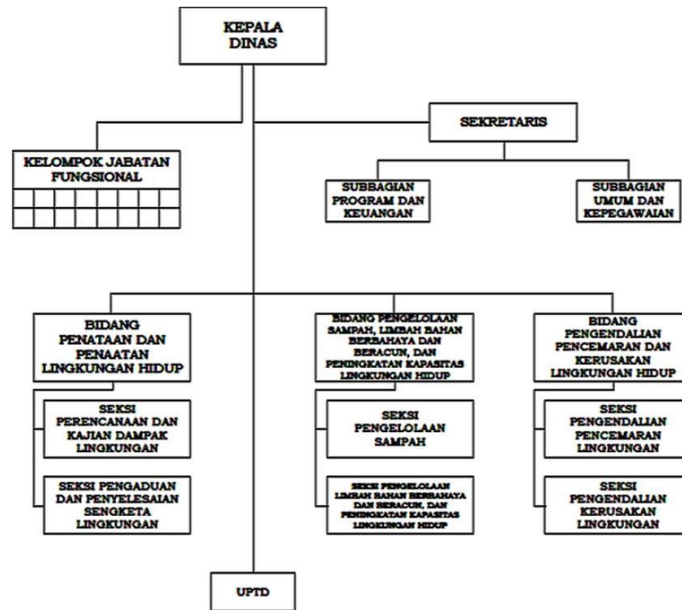 KEPALA
DINAS
SEKRETARIS
KELOMPOK JABATAN
FUNGSIONAL
SUBBAGIAN
PROGRAM DAN
KEUANGAN
SUBBAGIAN
UMUM DAN
KEPEGAWAIAN
BIDANG
PENATAAN DAN
PENAATAN
LINGKUNGAN HIDUP
BIDANG PENGELOLAAN
SAMPAH, LIMBAH BAHAN
BERBAHAYA DAN
BERACUN, DAN
PENINGKATAN KAPASITAS
LINGKUNGAN HIDUP
BIDANG
PENGENDALIAN
PENCEMARAN DAN
KERUSAKAN
LINGKUNGAN HIDUP
SEKSI
PERENCANAAN DAN
KAJIAN DAMPAK
LINGKUNGAN
SEKSI
PENGELOLAAN
SAMPAH
SEKSI
PENGENDALIAN
PENCEMARAN
LINGKUNGAN
SEKSI PENGADUAN
DAN PENYELESAIAN
SENGKETA
LINGKUNGAN
SEKSI PENGELOLAAN
LIMBAH BAHAN BERBAHAYA
DAN BERACUN, DAN
PENINGKATAN KAPASITAS
LINGKUNGAN HIDUP
SEKSI
PENGENDALIAN
KERUSAKAN
LINGKUNGAN
UPTD